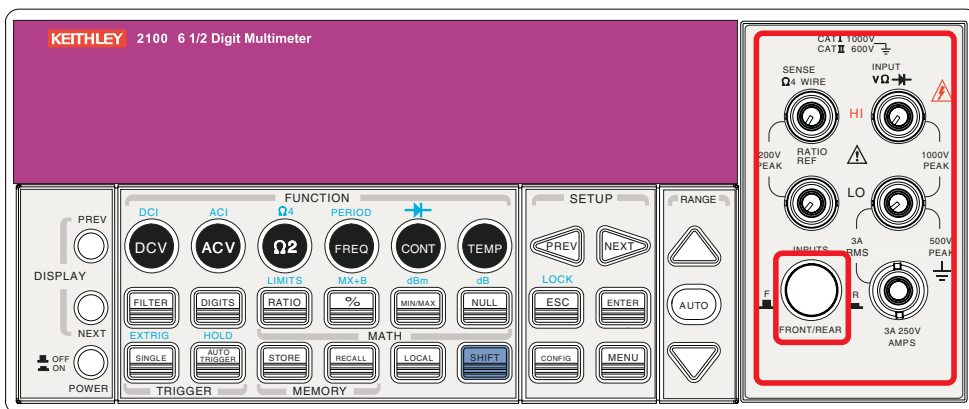 KEITHLEY 2100 6 1/2 Digit Multimeter
CAT I 1000V
CAT II 600V
SENSE
Ω4 WIRE
INPUT
VΩ
HI
200V
PEAK
RATIO
REF
1000V
PEAK
LO
INPUTS
3A
RMS
500V
PEAK
F
R
FRONT/REAR
3A 250V
AMPS
PREV
DISPLAY
NEXT
OFF
ON
POWER
FUNCTION
DCI ACI Ω4 PERIOD
DCV ACV Ω2 FREQ CONT TEMP
LIMITS MX+B dBm dB
FILTER DIGITS RATIO % MIN/MAX NULL
EXTRIG HOLD MATH
SINGLE AUTO TRIGGER STORE RECALL LOCAL SHIFT
TRIGGER MEMORY
SETUP
PREV NEXT
LOCK
ESC ENTER
CONFIG MENU
RANGE
AUTO